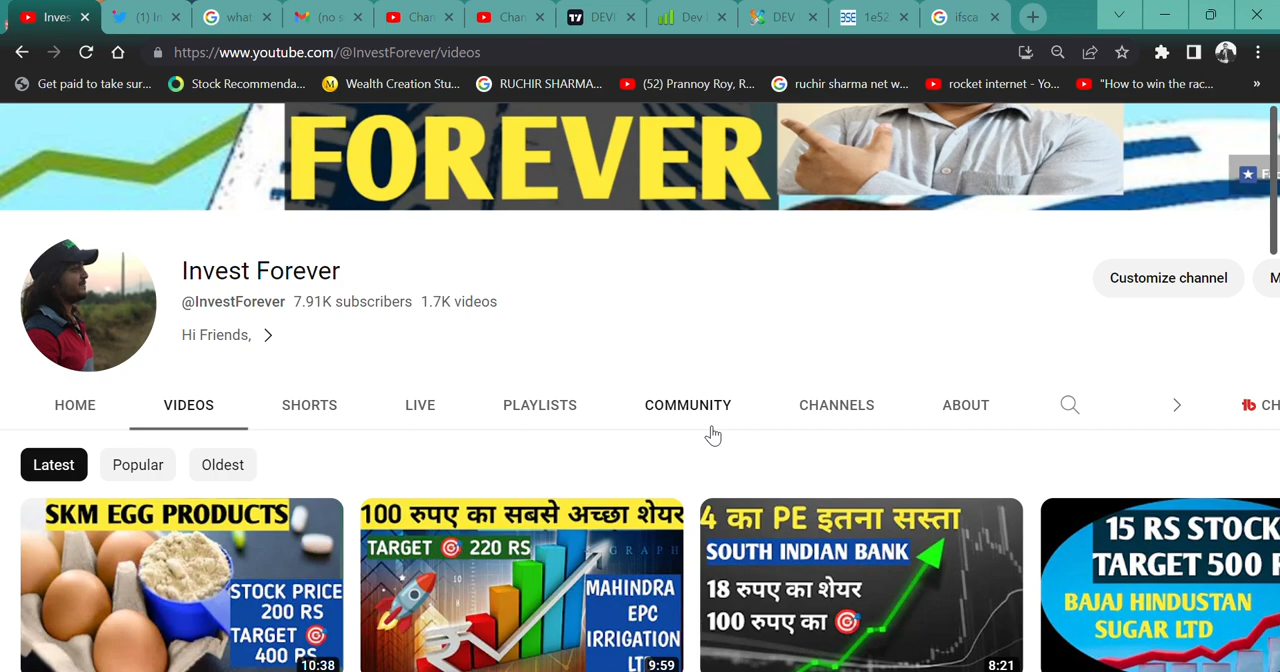 Inves
(1) In
what
(no s
Chan
Chan
DEVI
Dev I
DEV
1e52
ifsca
https://www.youtube.com/@InvestForever/videos
Get paid to take sur...
Stock Recommenda...
Wealth Creation Stu...
RUCHIR SHARMA...
(52) Prannoy Roy, R...
ruchir sharma net w...
rocket internet - Yo...
"How to win the rac...
»
FOREVER
Invest Forever
@InvestForever 7.91K subscribers 1.7K videos
Hi Friends,
Customize channel
M
HOME
VIDEOS
SHORTS
LIVE
PLAYLISTS
COMMUNITY
CHANNELS
ABOUT
CH
Latest
Popular
Oldest
SKM EGG PRODUCTS
STOCK PRICE
200 RS
TARGET
400 RS
10:38
100 रुपए का सबसे अच्छा शेयर
TARGET 220 RS
GRAPH
MAHINDRA
EPC
IRRIGATION
9:59
4 का PE इतना सस्ता
SOUTH INDIAN BANK
18 रुपए का शेयर
100 रुपए का
8:21
15 RS STOCK
TARGET 500
BAJAJ HINDUSTAN
SUGAR LTD